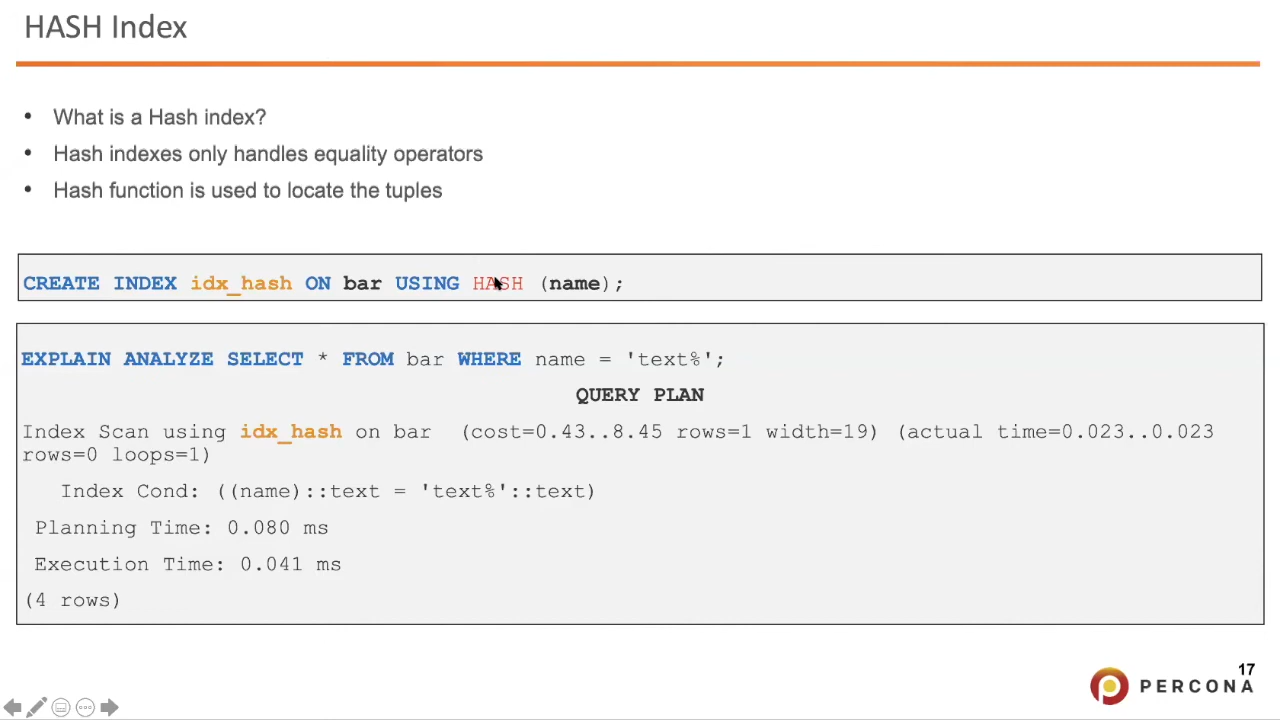 HASH Index
• What is a Hash index?
• Hash indexes only handles equality operators
• Hash function is used to locate the tuples
CREATE INDEX idx_hash ON bar USING HASH (name);
EXPLAIN ANALYZE SELECT * FROM bar WHERE name = 'text%';
QUERY PLAN
Index Scan using idx_hash on bar (cost=0.43..8.45 rows=1 width=19) (actual time=0.023..0.023
rows=0 loops=1)
Index Cond: ((name)::text = 'text%'::text)
Planning Time: 0.080 ms
Execution Time: 0.041 ms
(4 rows)
17
PERCONA